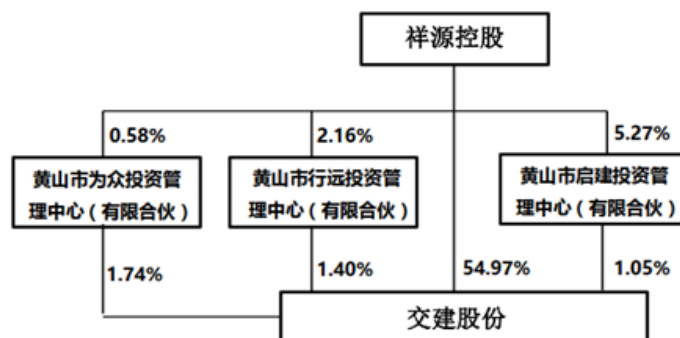 祥源控股
0.58%
2.16%
5.27%
黄山市为众投资管
理中心（有限合伙）
黄山市行远投资管
理中心（有限合伙）
黄山市启建投资管
理中心（有限合伙）
1.74%
1.40%
54.97%
1.05%
交建股份